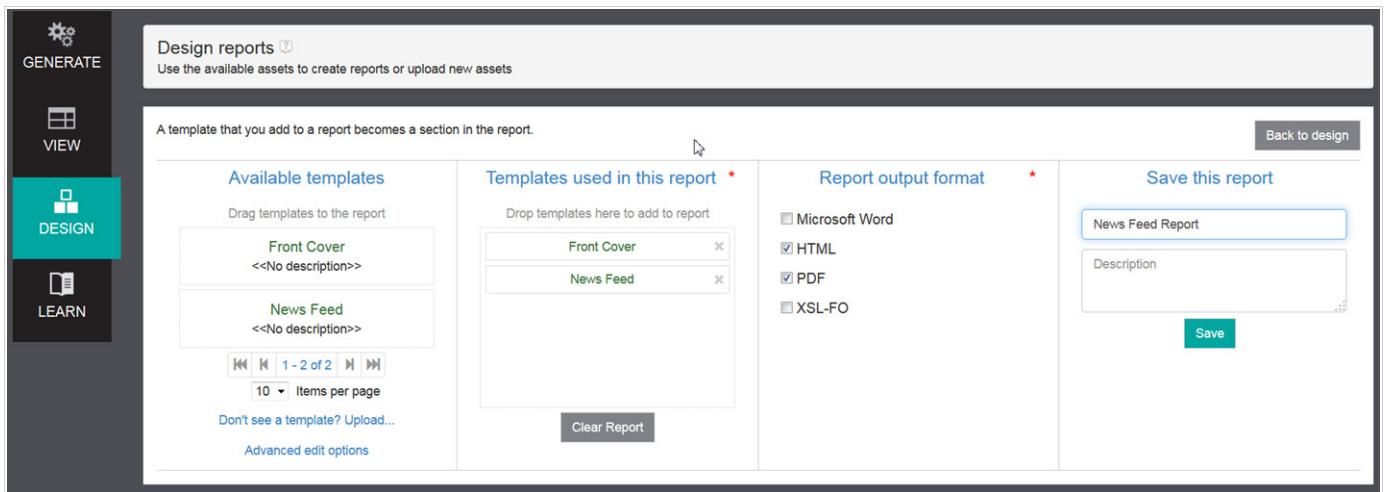 GENERATE
VIEW
DESIGN
LEARN
Design reports ?
Use the available assets to create reports or upload new assets
A template that you add to a report becomes a section in the report.
Back to design
Available templates
Drag templates to the report
Front Cover
<<No description>>
News Feed
<<No description>>
1 - 2 of 2
10 Items per page
Don't see a template? Upload...
Advanced edit options
Templates used in this report *
Drop templates here to add to report
Front Cover ×
News Feed ×
Clear Report
Report output format *
Microsoft Word
HTML
PDF
XSL-FO
Save this report
News Feed Report
Description
Save